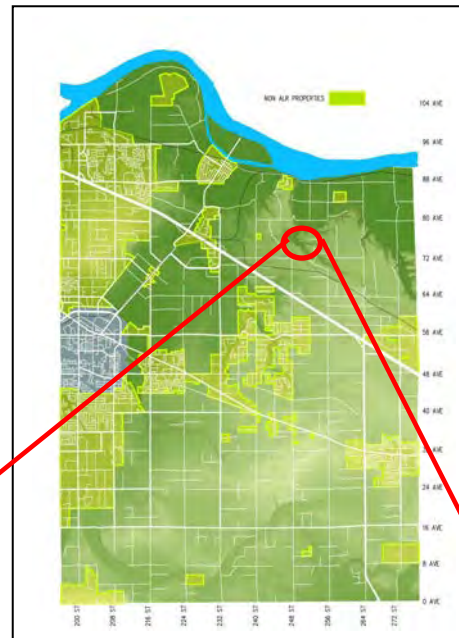 NON ALR PROPERTIES
104 AVE
96 AVE
88 AVE
80 AVE
72 AVE
64 AVE
56 AVE
48 AVE
40 AVE
32 AVE
24 AVE
16 AVE
8 AVE
0 AVE
200 ST
208 ST
216 ST
224 ST
232 ST
240 ST
248 ST
256 ST
264 ST
272 ST